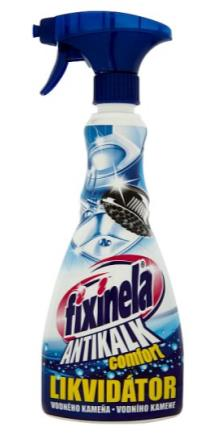 fixinela®
ANTIKALK
comfort
LIKVIDÁTOR
VODNÉHO KAMEŇA - VODNÍHO KAMENE